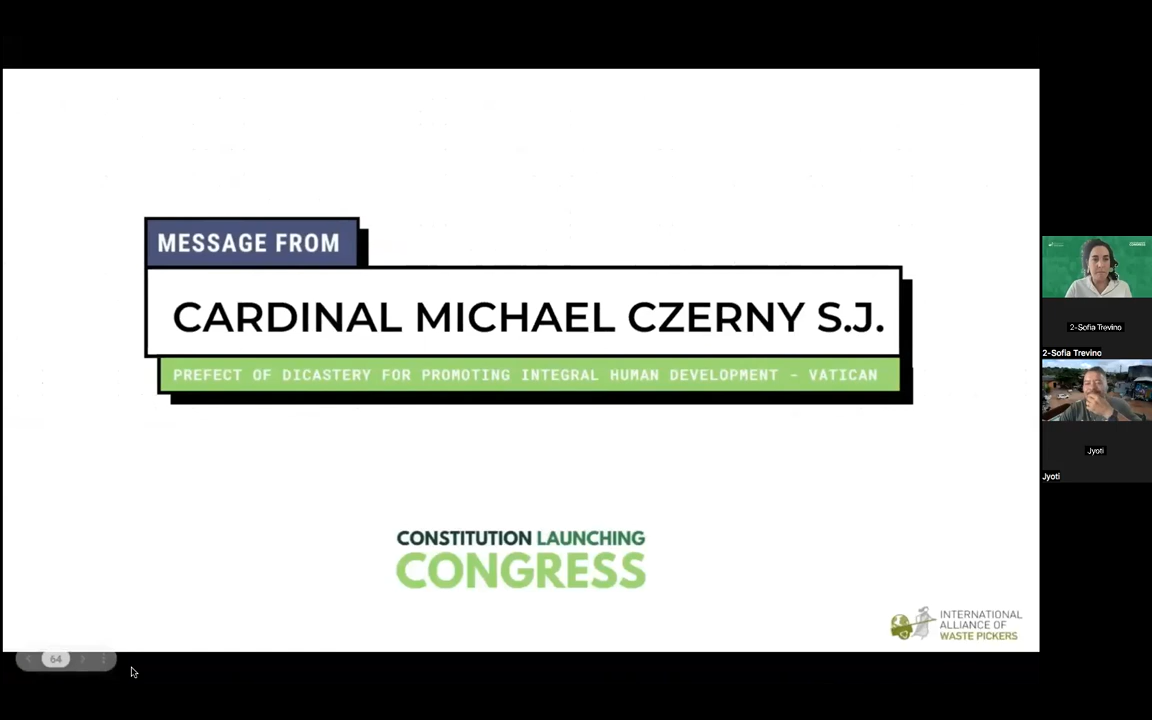 MESSAGE FROM
CARDINAL MICHAEL CZERNY S.J.
PREFECT OF DICASTERY FOR PROMOTING INTEGRAL HUMAN DEVELOPMENT - VATICAN
CONSTITUTION LAUNCHING
CONGRESS
INTERNATIONAL
ALLIANCE OF
WASTE PICKERS
64
2-Sofia Trevino
2-Sofia Trevino
Jyoti
Jyoti